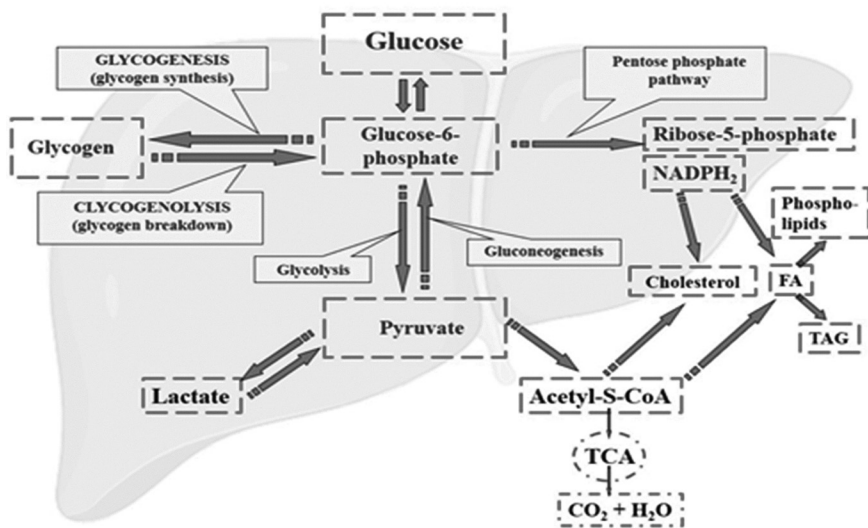 Glucose
GLYCOGENESIS
(glycogen synthesis)
Pentose phosphate
pathway
Glycogen
Glucose-6-
phosphate
Ribose-5-phosphate
NADPH₂
CLYCOGENOLYSIS
(glycogen breakdown)
Phospho-
lipids
Glycolysis
Gluconeogenesis
Cholesterol
FA
Pyruvate
TAG
Lactate
Acetyl-S-CoA
TCA
CO₂ + H₂O